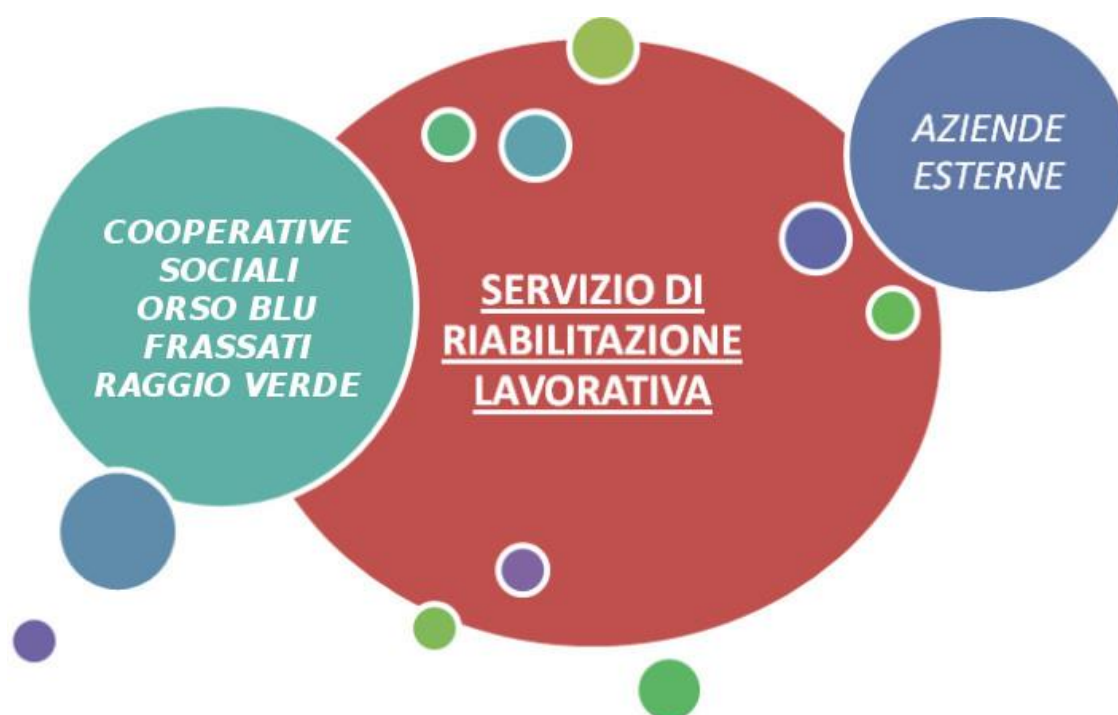 COOPERATIVE
SOCIALI
ORSO BLU
FRASSATI
RAGGIO VERDE
SERVIZIO DI
RIABILITAZIONE
LAVORATIVA
AZIENDE
ESTERNE